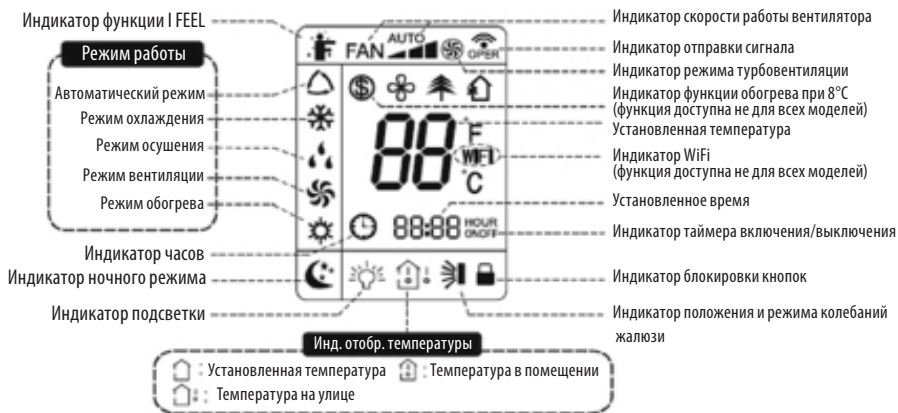 Индикатор функции I FEEL
Режим работы
Автоматический режим
Режим охлаждения
Режим осушения
Режим вентиляции
Режим обогрева
Индикатор часов
Индикатор ночного режима
Индикатор подсветки
FAN AUTO OPER
88 °F
WIFI
°C
88:88 HOUR
ONOFF
Индикатор скорости работы вентилятора
Индикатор отправки сигнала
Индикатор режима турбовентиляции
Индикатор функции обогрева при 8°C
(функция доступна не для всех моделей)
Установленная температура
Индикатор WiFi
(функция доступна не для всех моделей)
Установленное время
Индикатор таймера включения/выключения
Индикатор блокировки кнопок
Индикатор положения и режима колебаний
жалюзи
Инд. отобр. температуры
: Установленная температура : Температура в помещении
: Температура на улице